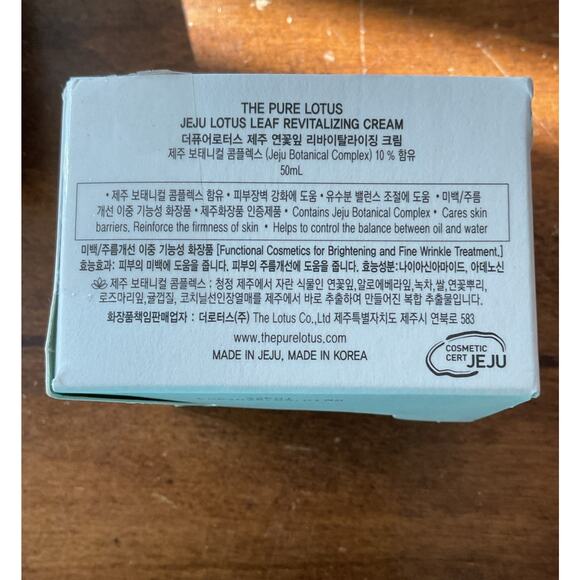 THE PURE LOTUS
JEJU LOTUS LEAF REVITALIZING CREAM
더퓨어로터스 제주 연꽃잎 리바이탈라이징 크림
제주 보태니컬 콤플렉스 (Jeju Botanical Complex) 10 % 함유
50mL
• 제주 보태니컬 콤플렉스 함유 • 피부장벽 강화에 도움 • 유수분 밸런스 조절에 도움 • 미백/주름
개선 이중 기능성 화장품 • 제주화장품 인증제품 • Contains Jeju Botanical Complex • Cares skin
barriers. Reinforce the firmness of skin • Helps to control the balance between oil and water
미백/주름개선 이중 기능성 화장품 [Functional Cosmetics for Brightening and Fine Wrinkle Treatment.]
효능효과: 피부의 미백에 도움을 줍니다. 피부의 주름개선에 도움을 줍니다. 효능성분:나이아신아마이드, 아데노신
제주 보태니컬 콤플렉스 : 청정 제주에서 자란 식물인 연꽃잎, 알로에베라잎, 녹차,쌀,연꽃뿌리,
로즈마리잎,귤껍질, 코치닐선인장열매를 제주에서 바로 추출하여 만들어진 복합 추출물입니다.
화장품책임판매업자 : 더로터스(주) The Lotus Co.,Ltd 제주특별자치도 제주시 연북로 583
www.thepurelotus.com
MADE IN JEJU, MADE IN KOREA
COSMETIC
CERT JEJU